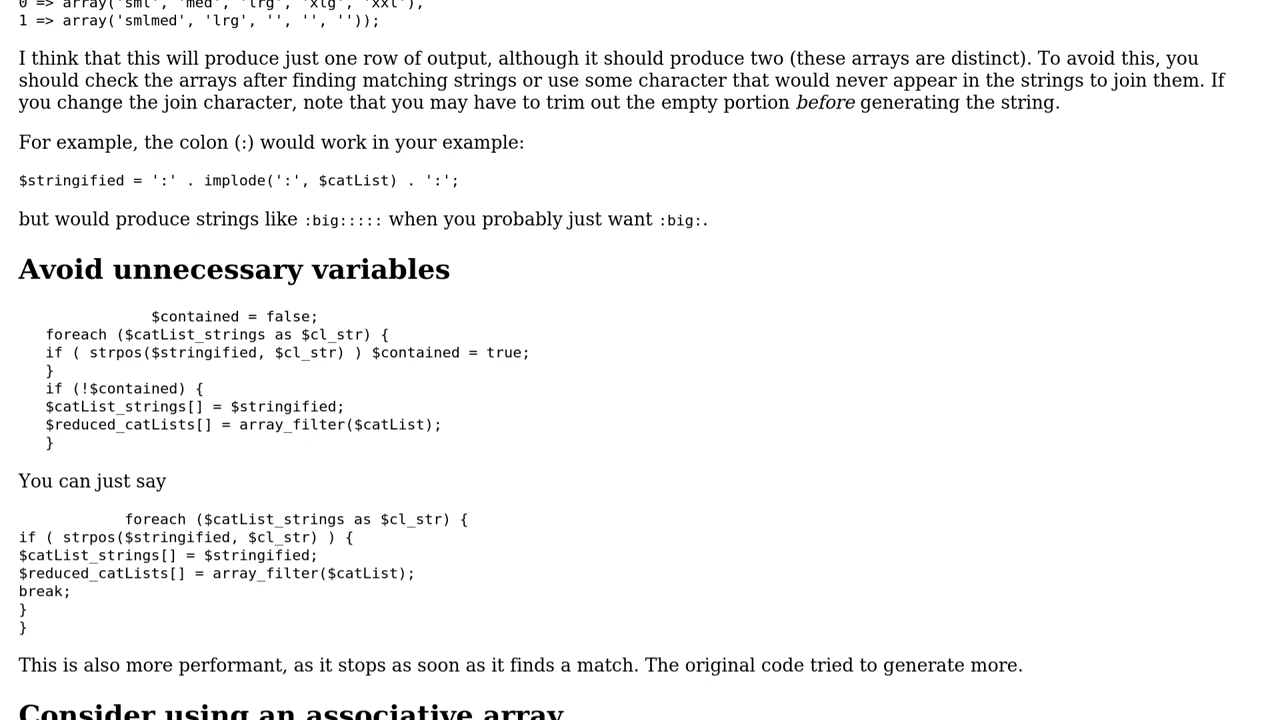 0 => array('sml', 'med', 'lrg', 'xlg', 'xxl'),
1 => array('smlmed', 'lrg', '', '', ''));
I think that this will produce just one row of output, although it should produce two (these arrays are distinct). To avoid this, you
should check the arrays after finding matching strings or use some character that would never appear in the strings to join them. If
you change the join character, note that you may have to trim out the empty portion before generating the string.
For example, the colon (:) would work in your example:
$stringified = ':' . implode(':', $catList) . ':';
but would produce strings like :big::::: when you probably just want :big:.
Avoid unnecessary variables
$contained = false;
foreach ($catList_strings as $cl_str) {
if ( strpos($stringified, $cl_str) ) $contained = true;
}
if (!$contained) {
$catList_strings[] = $stringified;
$reduced_catLists[] = array_filter($catList);
}
You can just say
foreach ($catList_strings as $cl_str) {
if ( strpos($stringified, $cl_str) ) {
$catList_strings[] = $stringified;
$reduced_catLists[] = array_filter($catList);
break;
}
}
This is also more performant, as it stops as soon as it finds a match. The original code tried to generate more.
Consider using an associative array